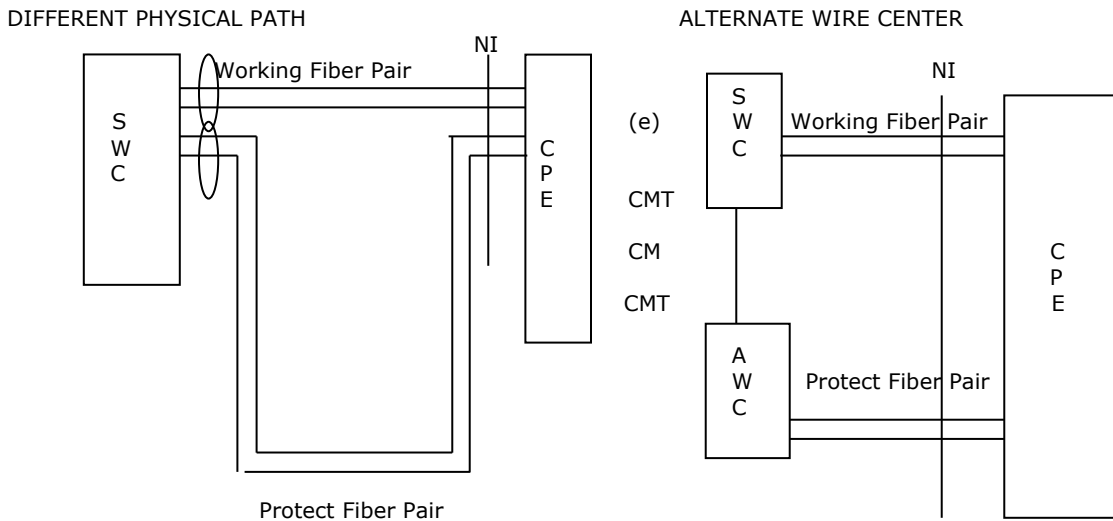 DIFFERENT PHYSICAL PATH
NI
Working Fiber Pair
S
W
C
C
P
E
Protect Fiber Pair
ALTERNATE WIRE CENTER
NI
(e)
S
W
C
Working Fiber Pair
CMT
CM
CMT
C
P
E
A
W
C
Protect Fiber Pair